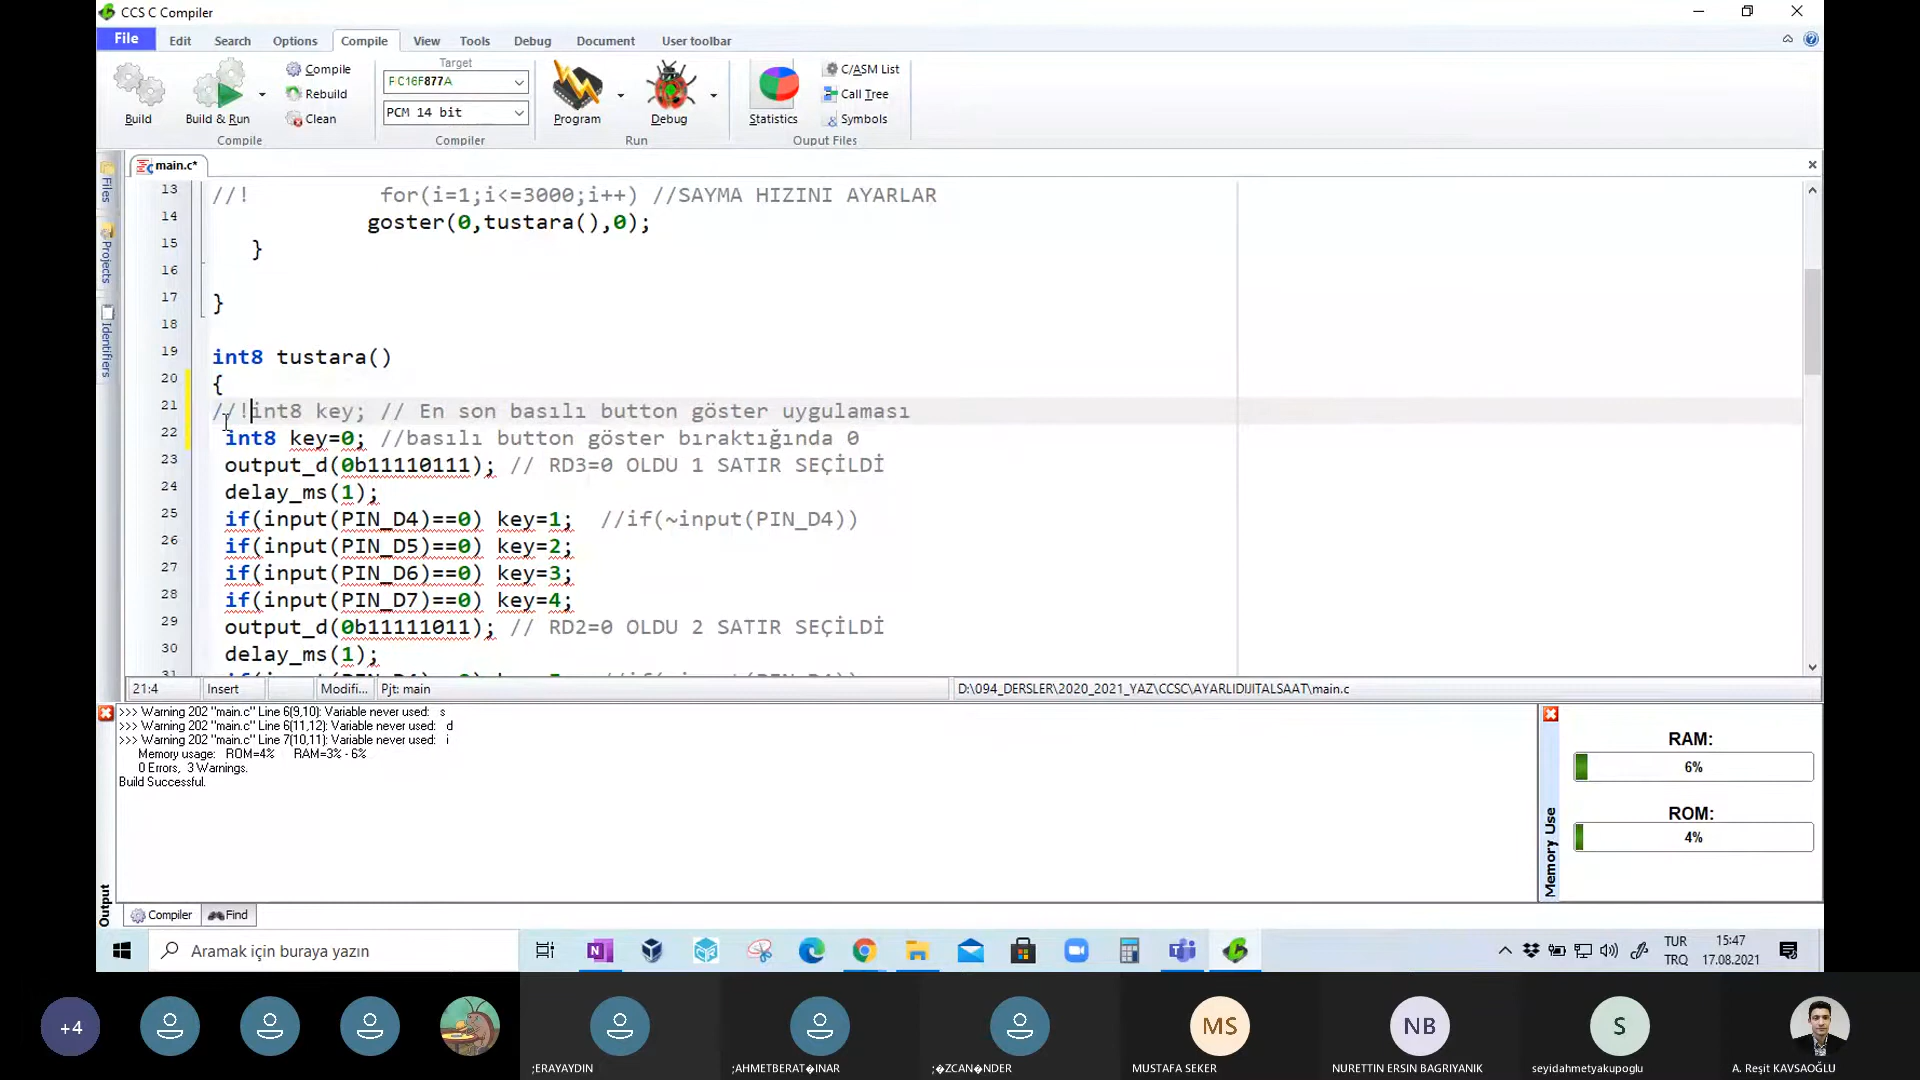 CCS C Compiler
File Edit Search Options Compile View Tools Debug Document User toolbar
Build
Build & Run
Compile
Rebuild
Clean
Compile
Target
PIC16F877A
PCM 14 bit
Compiler
Program
Debug
Run
Statistics
C/ASM List
Call Tree
Symbols
Ouput Files
Files
Projects
Identifiers
main.c*
13 //! for(i=1;i<=3000;i++) //SAYMA HIZINI AYARLAR
14 goster(0,tustara(),0);
15 }
16
17 }
18
19 int8 tustara()
20 {
21 //!int8 key; // En son basılı button göster uygulaması
22 int8 key=0; //basılı button göster bıraktığında 0
23 output_d(0b11110111); // RD3=0 OLDU 1 SATIR SEÇİLDİ
24 delay_ms(1);
25 if(input(PIN_D4)==0) key=1; //if(~input(PIN_D4))
26 if(input(PIN_D5)==0) key=2;
27 if(input(PIN_D6)==0) key=3;
28 if(input(PIN_D7)==0) key=4;
29 output_d(0b11111011); // RD2=0 OLDU 2 SATIR SEÇİLDİ
30 delay_ms(1);
21:4 Insert Modifi... Pjt: main D:\094_DERSLER\2020_2021_YAZ\CCSC\AYARLIDIJITALSAAT\main.c
>>> Warning 202 "main.c" Line 6(9,10): Variable never used: s
>>> Warning 202 "main.c" Line 6(11,12): Variable never used: d
>>> Warning 202 "main.c" Line 7(10,11): Variable never used: i
Memory usage: ROM=4% RAM=3% - 6%
0 Errors, 3 Warnings.
Build Successful.
Output
Compiler Find
Memory Use
RAM:
6%
ROM:
4%
Aramak için buraya yazın
TUR
TRQ
15:47
17.08.2021
+4
MS
NB
S
;ERAYAYDIN
;AHMETBERAT�INAR
;�ZCAN�NDER
MUSTAFA SEKER
NURETTIN ERSIN BAGRIYANIK
seyidahmetyakupoglu
A. Reşit KAVSAOĞLU